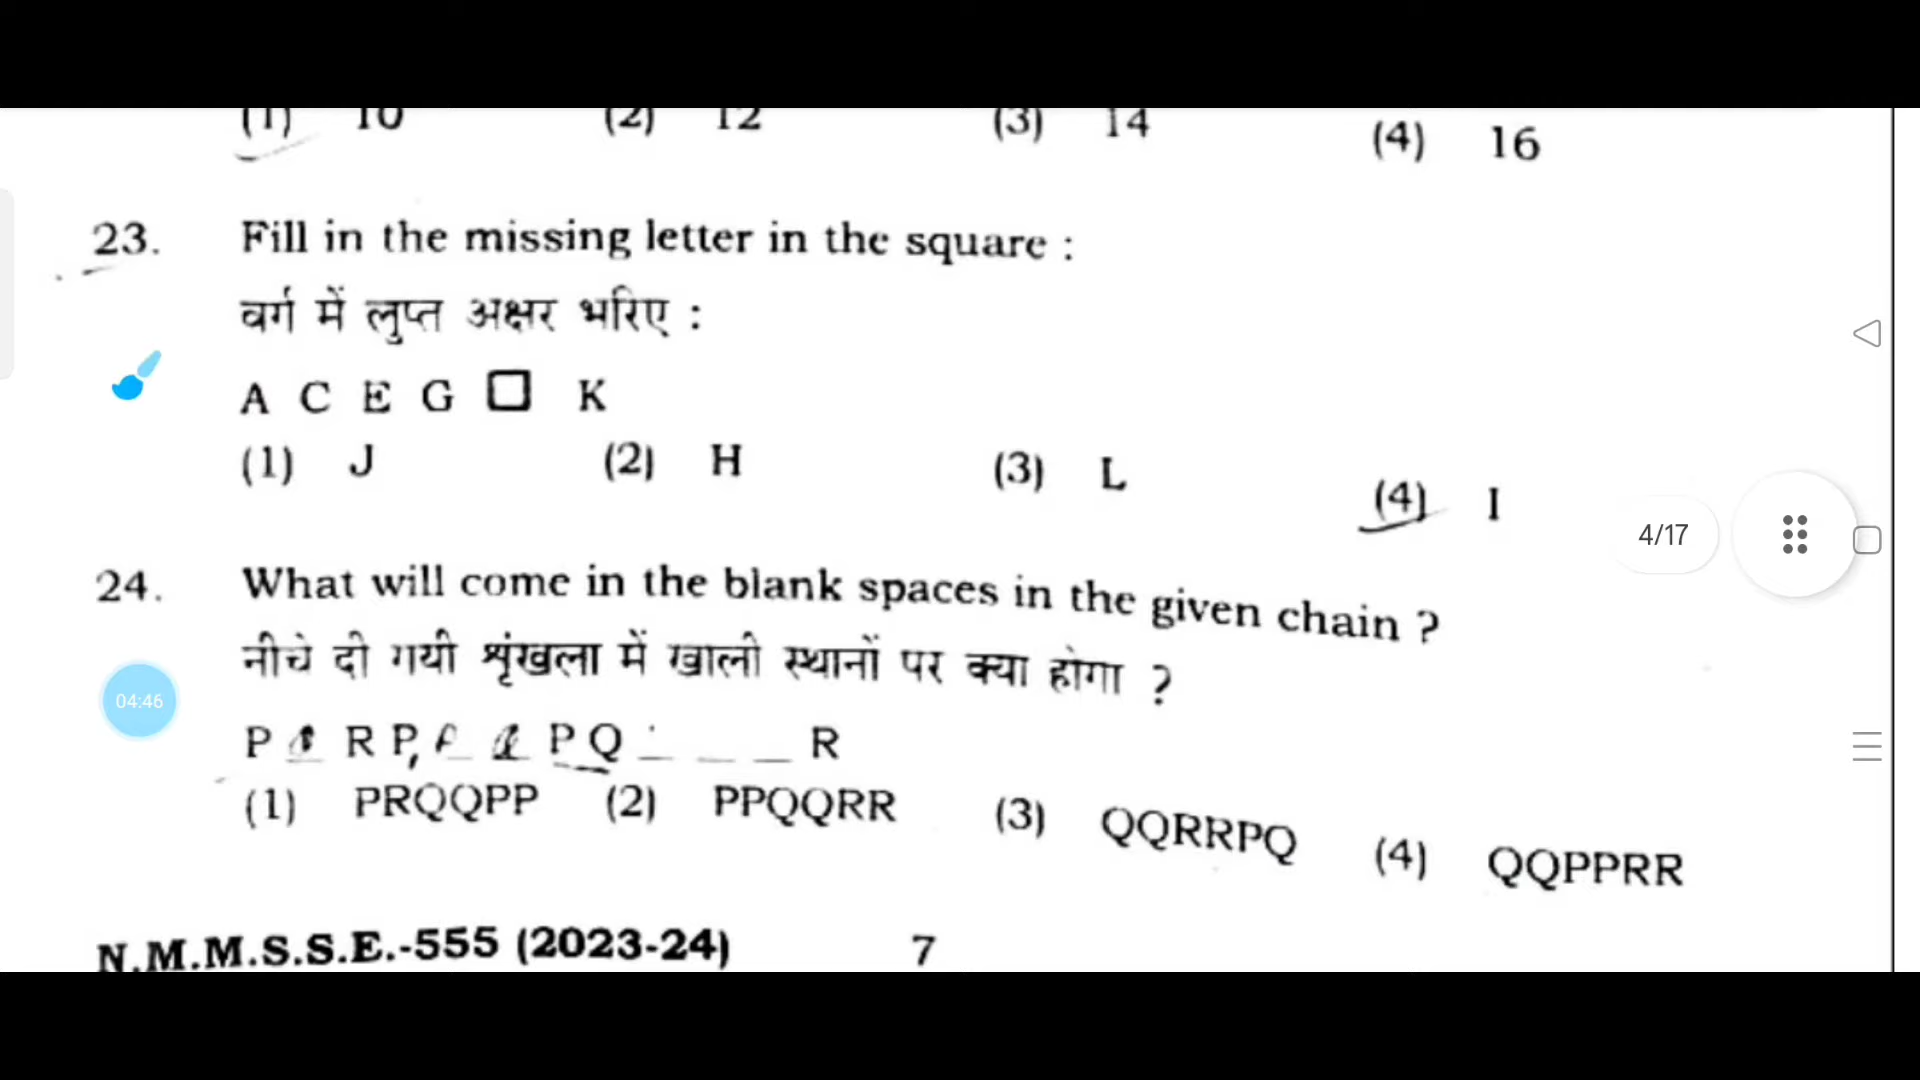 (1) 10 (2) 12 (3) 14 (4) 16
23. Fill in the missing letter in the square :
वर्ग में लुप्त अक्षर भरिए :
A C E G □ K
(1) J (2) H (3) L (4) I
24. What will come in the blank spaces in the given chain ?
नीचे दी गयी श्रृंखला में खाली स्थानों पर क्या होगा ?
P _ R P, _ _ P Q _ _ _ R
(1) PRQQPP (2) PPQQRR (3) QQRRPQ (4) QQPPRR
N.M.M.S.S.E.-555 (2023-24) 7
4/17
04:46